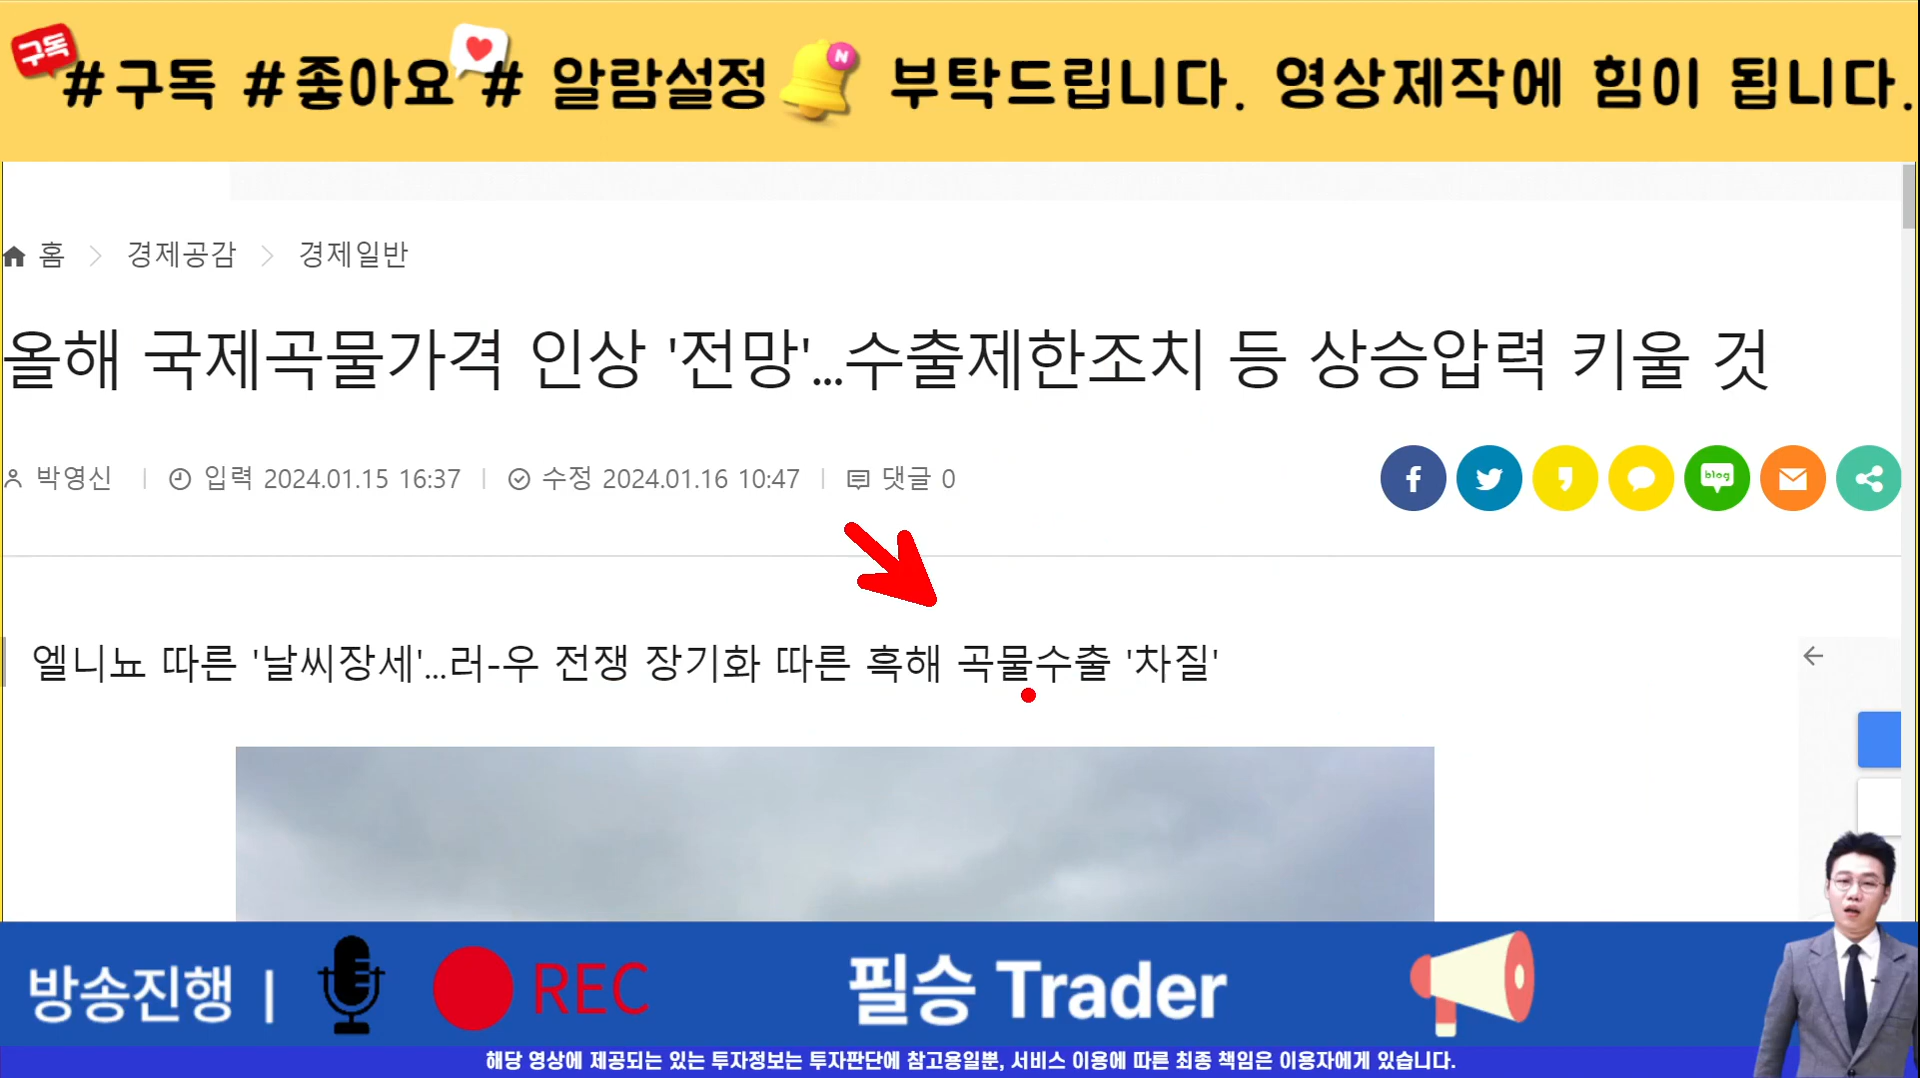 구독
#구독 #좋아요 # 알람설정 N 부탁드립니다. 영상제작에 힘이 됩니다.
홈 경제공감 경제일반
올해 국제곡물가격 인상 '전망'...수출제한조치 등 상승압력 키울 것
박영신 | 입력 2024.01.15 16:37 | 수정 2024.01.16 10:47 | 댓글 0
blog
엘니뇨 따른 '날씨장세'...러-우 전쟁 장기화 따른 흑해 곡물수출 '차질'
방송진행 | REC 필승 Trader
해당 영상에 제공되는 있는 투자정보는 투자판단에 참고용일뿐, 서비스 이용에 따른 최종 책임은 이용자에게 있습니다.